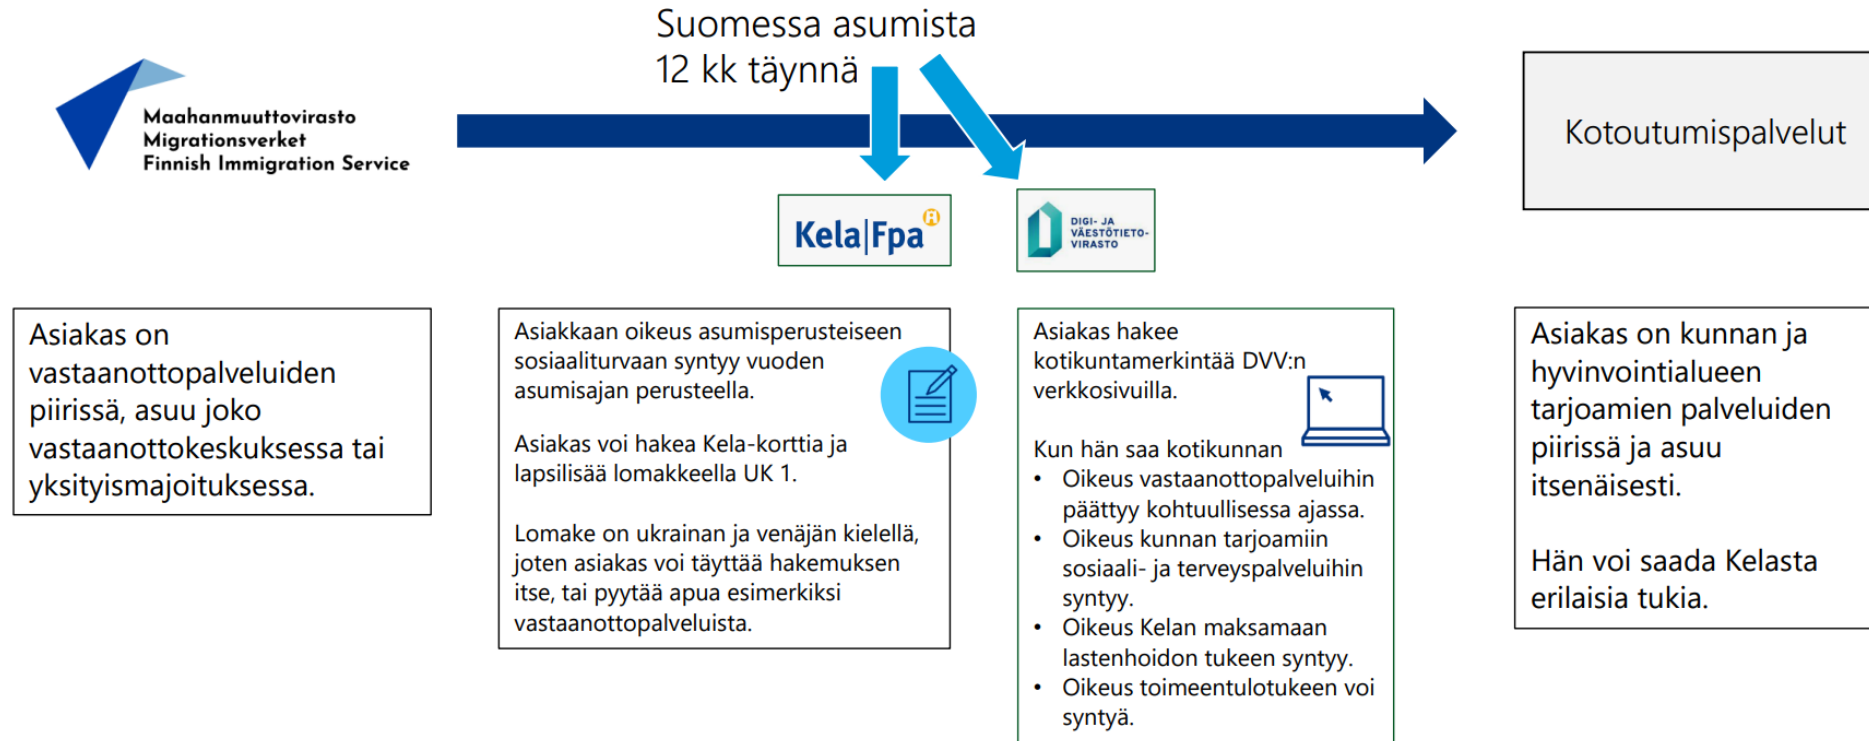 Suomessa asumista
12 kk täynnä
Maahanmuuttovirasto
Migrationsverket
Finnish Immigration Service
Kotoutumispalvelut
Kela|Fpa
DIGI- JA
VÄESTÖTIETO-
VIRASTO
Asiakas on
vastaanottopalveluiden
piirissä, asuu joko
vastaanottokeskuksessa tai
yksityismajoituksessa.
Asiakkaan oikeus asumisperusteiseen
sosiaaliturvaan syntyy vuoden
asumisajan perusteella.
Asiakas voi hakea Kela-korttia ja
lapsilisää lomakkeella UK 1.
Lomake on ukrainan ja venäjän kielellä,
joten asiakas voi täyttää hakemuksen
itse, tai pyytää apua esimerkiksi
vastaanottopalveluista.
Asiakas hakee
kotikuntamerkintää DVV:n
verkkosivuilla.
Kun hän saa kotikunnan
• Oikeus vastaanottopalveluihin
päättyy kohtuullisessa ajassa.
• Oikeus kunnan tarjoamiin
sosiaali- ja terveyspalveluihin
syntyy.
• Oikeus Kelan maksamaan
lastenhoidon tukeen syntyy.
• Oikeus toimeentulotukeen voi
syntyä.
Asiakas on kunnan ja
hyvinvointialueen
tarjoamien palveluiden
piirissä ja asuu
itsenäisesti.
Hän voi saada Kelasta
erilaisia tukia.